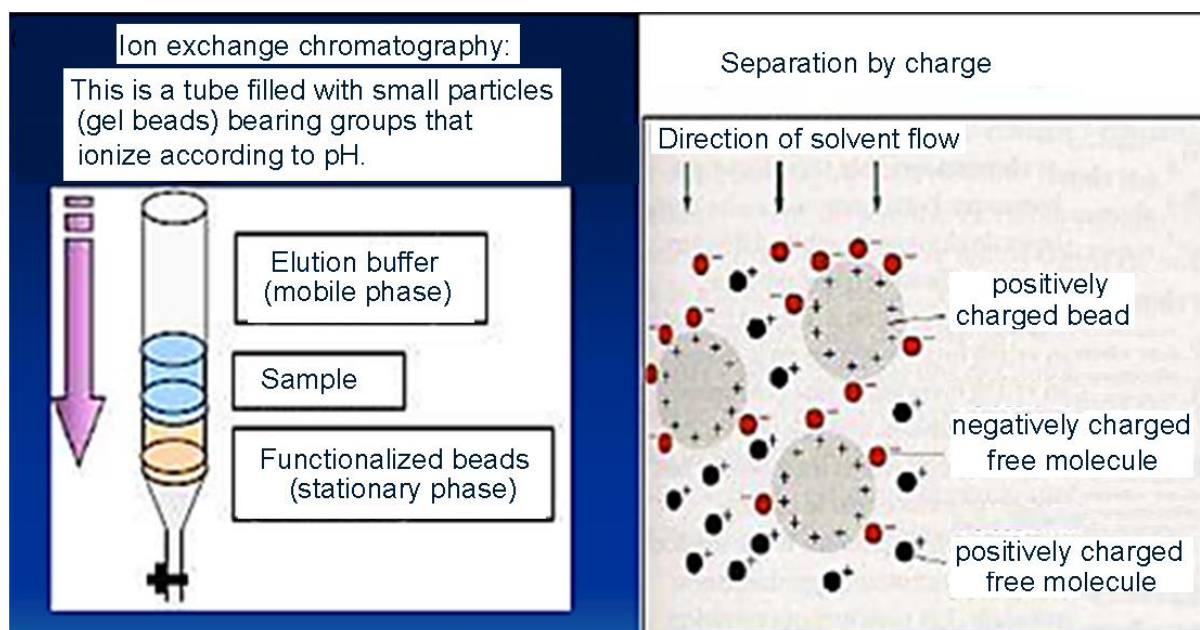 Ion exchange chromatography:
This is a tube filled with small particles
(gel beads) bearing groups that
ionize according to pH.
Elution buffer
(mobile phase)
Sample
Functionalized beads
(stationary phase)
Separation by charge
Direction of solvent flow
positively
charged bead
negatively charged
free molecule
positively charged
free molecule